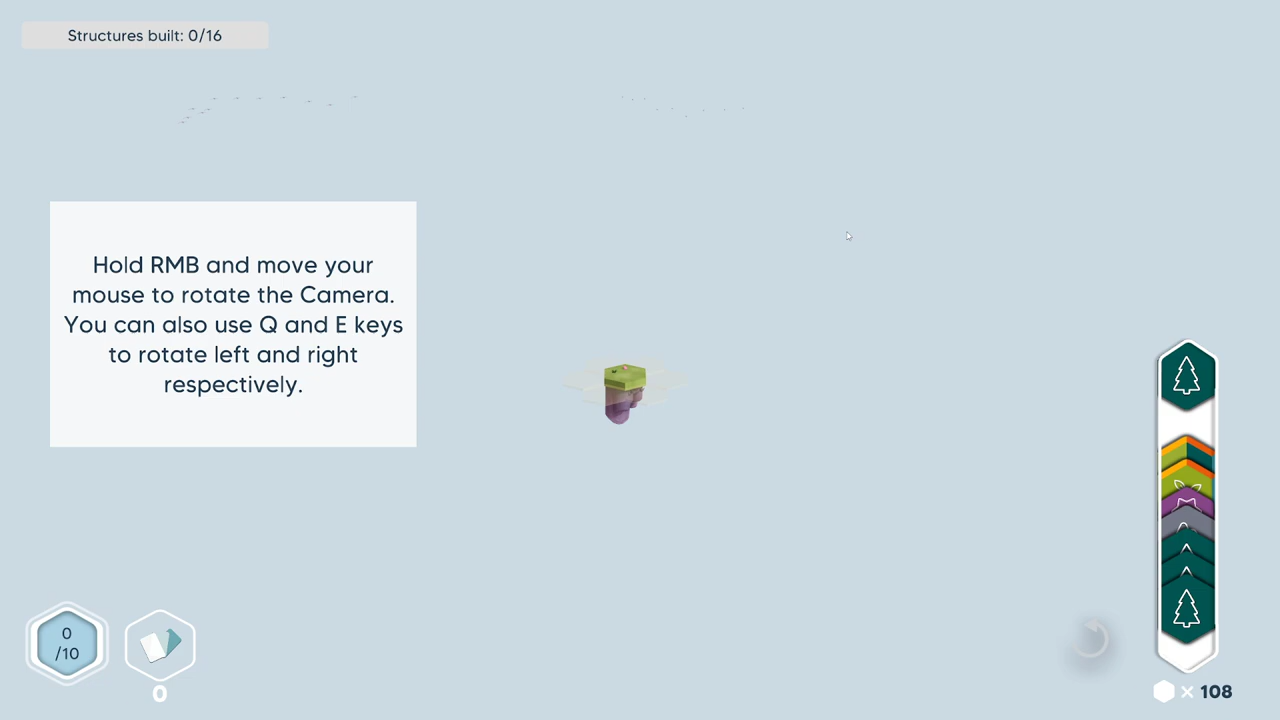 Structures built: 0/16
Hold RMB and move your
mouse to rotate the Camera.
You can also use Q and E keys
to rotate left and right
respectively.
0
/10
0
× 108